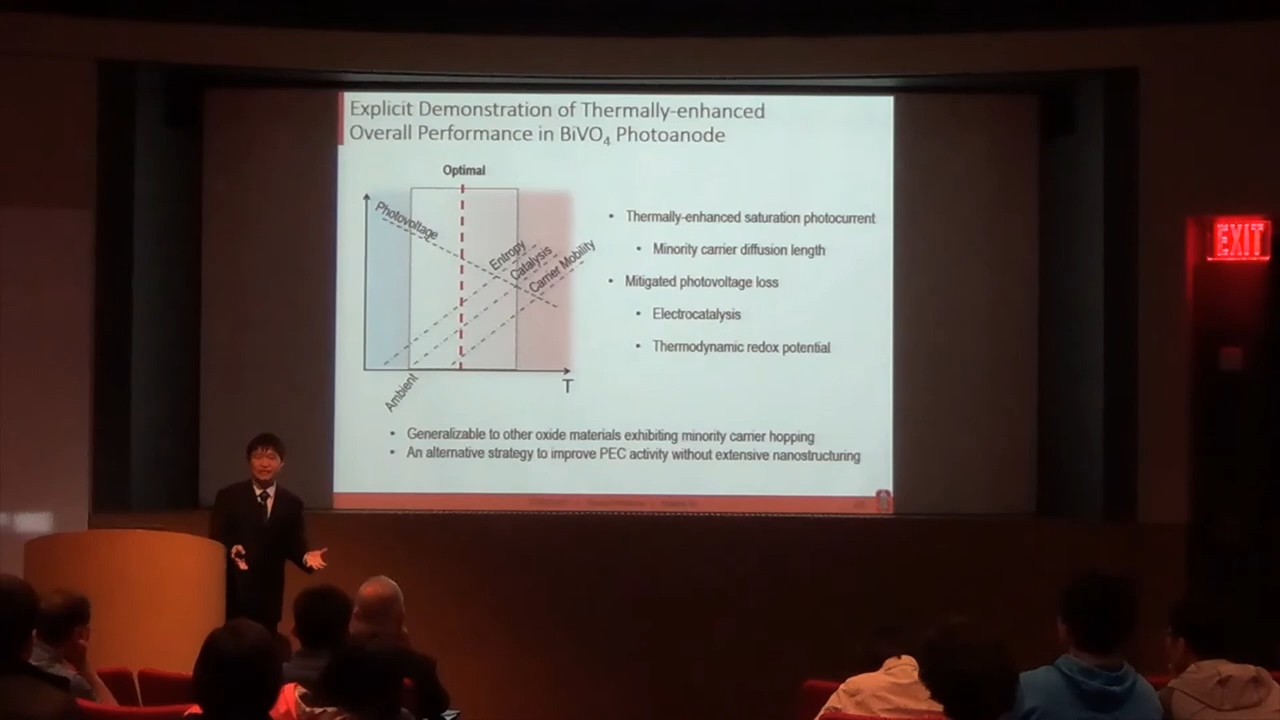 Explicit Demonstration of Thermally-enhanced
Overall Performance in BiVO₄ Photoanode
Optimal
Photovoltage
Entropy
Catalysis
Carrier Mobility
Ambient
T
• Thermally-enhanced saturation photocurrent
• Minority carrier diffusion length
• Mitigated photovoltage loss
• Electrocatalysis
• Thermodynamic redox potential
• Generalizable to other oxide materials exhibiting minority carrier hopping
• An alternative strategy to improve PEC activity without extensive nanostructuring
EXIT